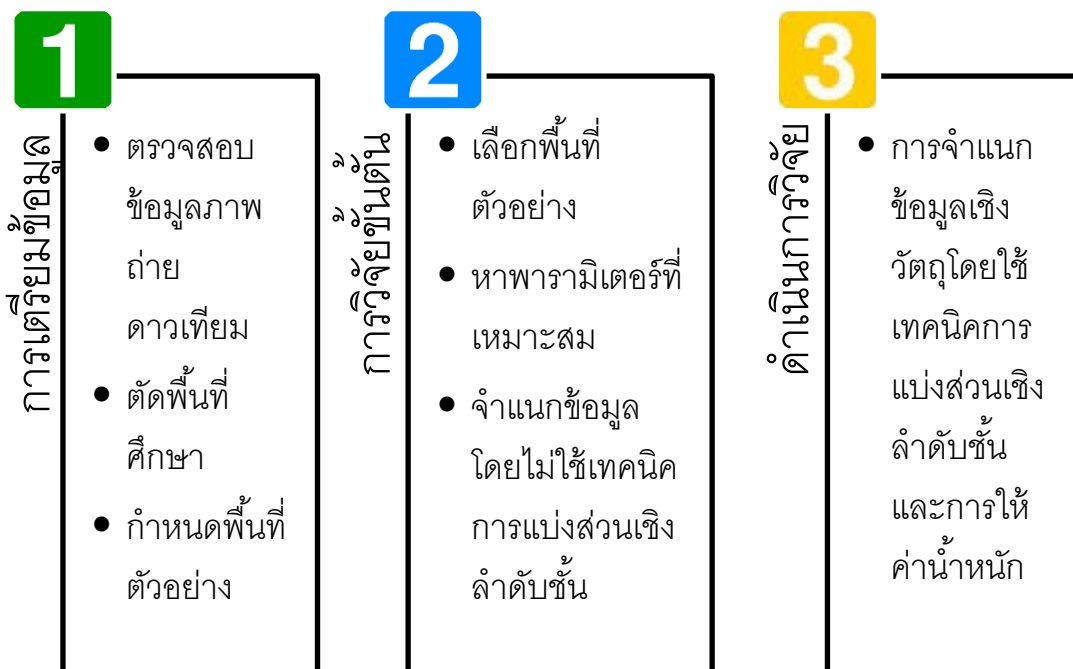 1
การเตรียมข้อมูล
● ตรวจสอบ
ข้อมูลภาพ
ถ่าย
ดาวเทียม
● ตัดพื้นที่
ศึกษา
● กำหนดพื้นที่
ตัวอย่าง
2
การวิจัยขั้นต้น
● เลือกพื้นที่
ตัวอย่าง
● หาพารามิเตอร์ที่
เหมาะสม
● จำแนกข้อมูล
โดยไม่ใช้เทคนิค
การแบ่งส่วนเชิง
ลำดับชั้น
3
ดำเนินการวิจัย
● การจำแนก
ข้อมูลเชิง
วัตถุโดยใช้
เทคนิคการ
แบ่งส่วนเชิง
ลำดับชั้น
และการให้
ค่าน้ำหนัก